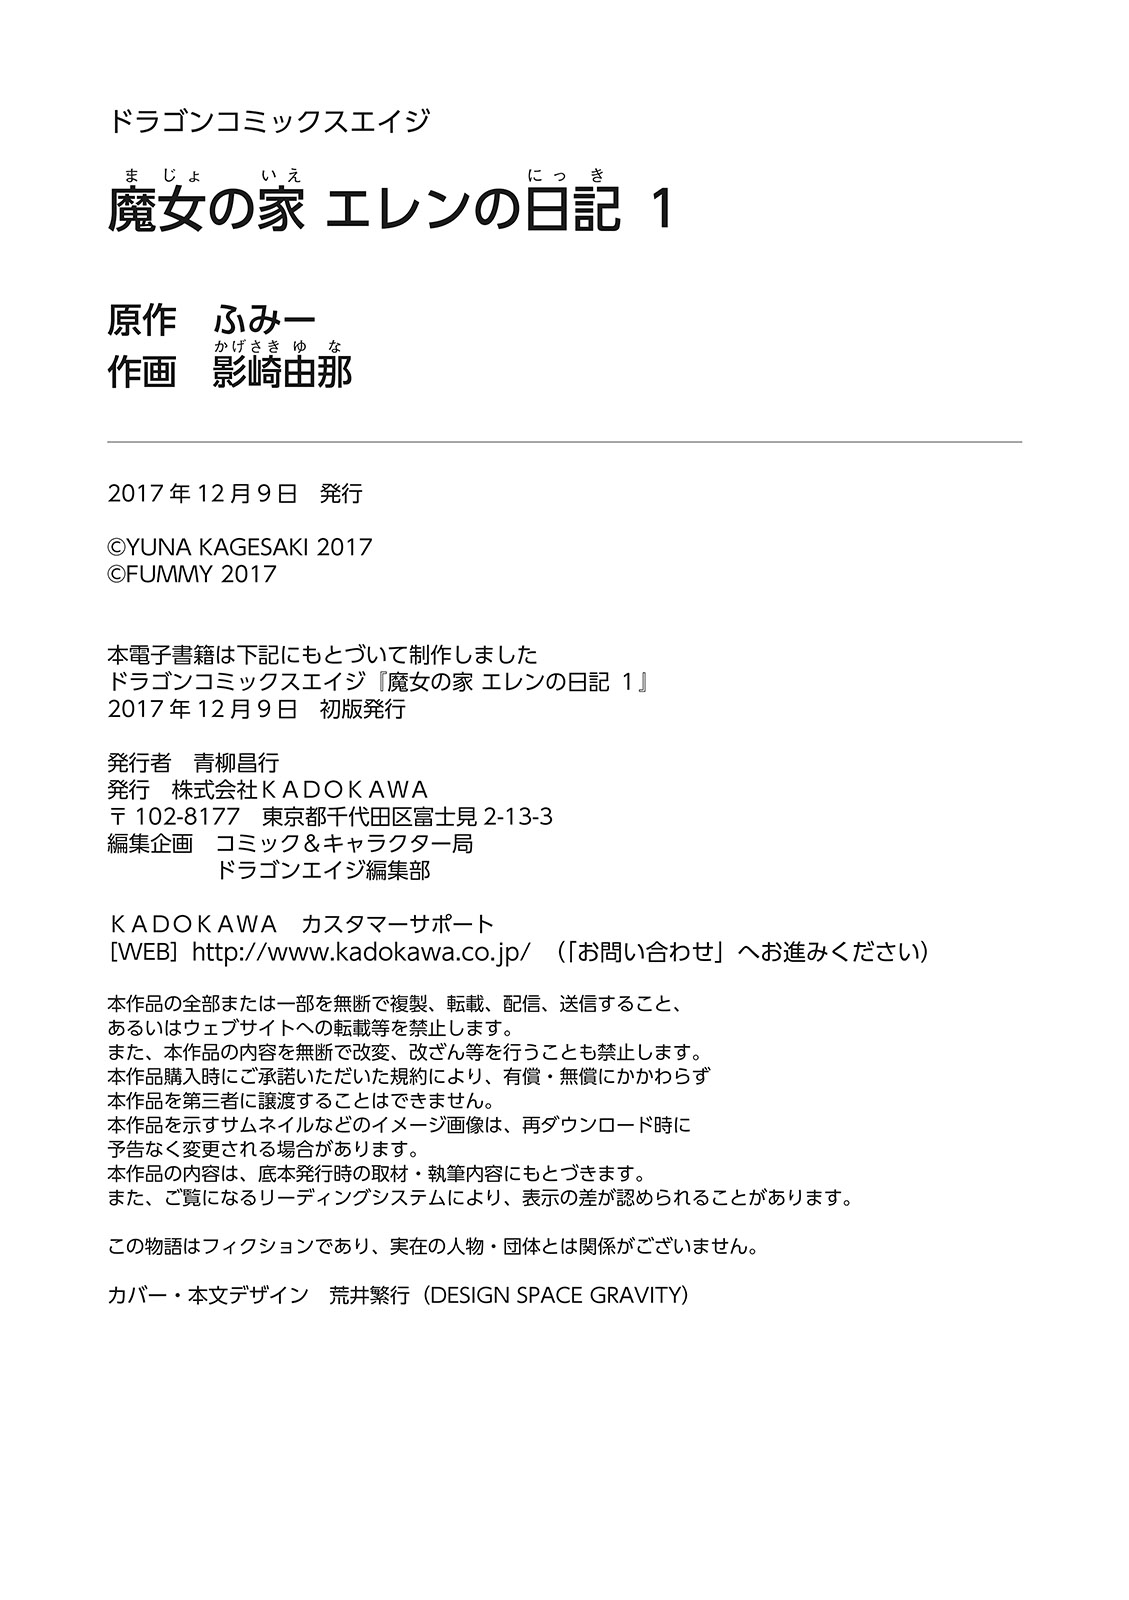 ドラゴンコミックスエイジ
まじょ いえ にっき
魔女の家 エレンの日記 1
原作　ふみー
かげさき ゆな
作画　影崎由那
2017年12月9日　発行
©YUNA KAGESAKI 2017
©FUMMY 2017
本電子書籍は下記にもとづいて制作しました
ドラゴンコミックスエイジ『魔女の家 エレンの日記 1』
2017年12月9日　初版発行
発行者　青柳昌行
発行　株式会社ＫＡＤＯＫＡＷＡ
〒102-8177　東京都千代田区富士見2-13-3
編集企画　コミック＆キャラクター局
ドラゴンエイジ編集部
ＫＡＤＯＫＡＷＡ　カスタマーサポート
[WEB] http://www.kadokawa.co.jp/　（「お問い合わせ」へお進みください）
本作品の全部または一部を無断で複製、転載、配信、送信すること、
あるいはウェブサイトへの転載等を禁止します。
また、本作品の内容を無断で改変、改ざん等を行うことも禁止します。
本作品購入時にご承諾いただいた規約により、有償・無償にかかわらず
本作品を第三者に譲渡することはできません。
本作品を示すサムネイルなどのイメージ画像は、再ダウンロード時に
予告なく変更される場合があります。
本作品の内容は、底本発行時の取材・執筆内容にもとづきます。
また、ご覧になるリーディングシステムにより、表示の差が認められることがあります。
この物語はフィクションであり、実在の人物・団体とは関係がございません。
カバー・本文デザイン　荒井繁行（DESIGN SPACE GRAVITY）